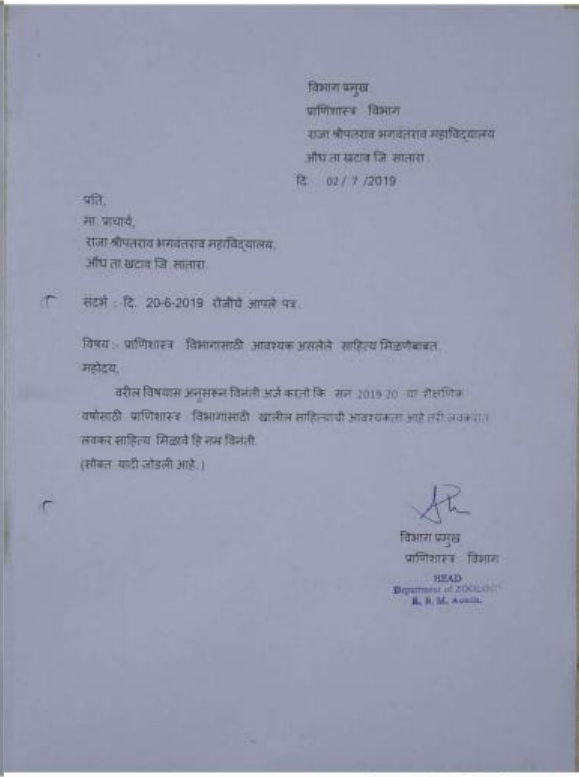 विभाग प्रमुख
प्राणिशास्त्र विभाग
राजा श्रीपतराव भगवंतराव महाविद्यालय
औंध ता खटाव जि सातारा
दि. 02 / 7 /2019
प्रति,
मा. प्राचार्य,
राजा श्रीपतराव भगवंतराव महाविद्यालय,
औंध ता खटाव जि सातारा.
संदर्भ :-दि. 20-6-2019 रोजीचे आपले पत्र.
विषय :- प्राणिशास्त्र विभागासाठी आवश्यक असलेले साहित्य मिळणेबाबत.
महोदय,
वरील विषयास अनुसरून विनंती अर्ज करतो कि सन 2019-20 या शैक्षणिक
वर्षासाठी प्राणिशास्त्र विभागासाठी खालील साहित्याची आवश्यकता आहे तरी लवकरात
लवकर साहित्य मिळावे हि नम्र विनंती.
(सोबत यादी जोडली आहे.)
विभाग प्रमुख
प्राणिशास्त्र विभाग
HEAD
Department of ZOOLOGY
R. S. M. Aundh.